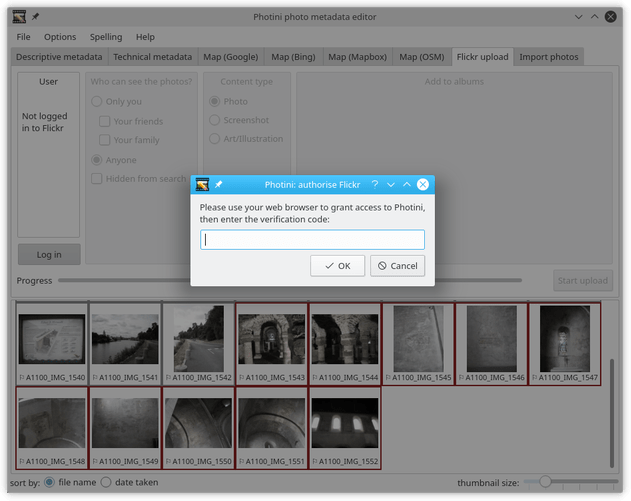 Photini photo metadata editor
File Options Spelling Help
Descriptive metadata Technical metadata Map (Google) Map (Bing) Map (Mapbox) Map (OSM) Flickr upload Import photos
User
Not logged
in to Flickr
Log in
Who can see the photos?
Only you
Your friends
Your family
Anyone
Hidden from search
Content type
Photo
Screenshot
Art/Illustration
Add to albums
Photini: authorise Flickr
Please use your web browser to grant access to Photini,
then enter the verification code:
OK Cancel
Progress Start upload
A1100_IMG_1540 A1100_IMG_1541 A1100_IMG_1542 A1100_IMG_1543 A1100_IMG_1544 A1100_IMG_1545 A1100_IMG_1546 A1100_IMG_1547
A1100_IMG_1548 A1100_IMG_1549 A1100_IMG_1550 A1100_IMG_1551 A1100_IMG_1552
sort by: file name date taken thumbnail size: